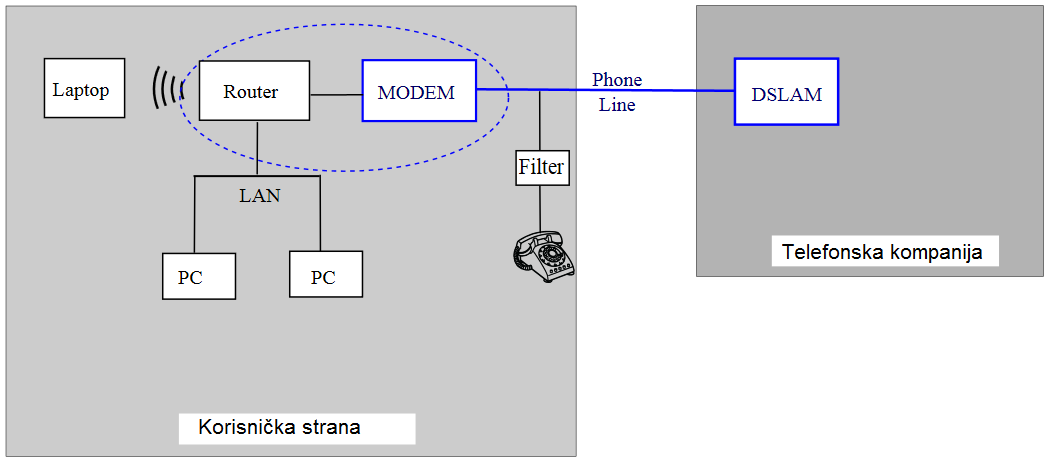 Laptop
Router
MODEM
Phone
Line
DSLAM
Filter
LAN
PC
PC
Telefonska kompanija
Korisnička strana